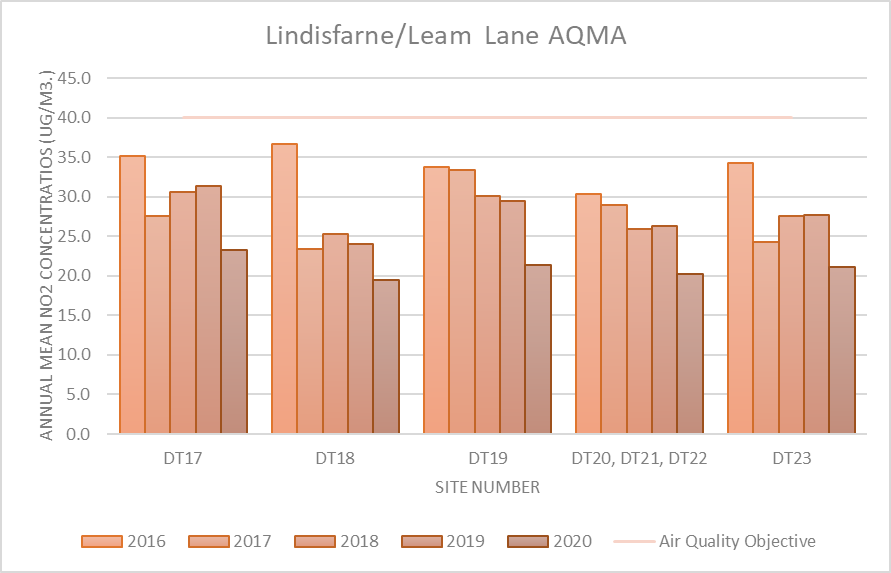 Lindisfarne/Leam Lane AQMA
ANNUAL MEAN NO2 CONCENTRATIOS (UG/M3.)
45.0
40.0
35.0
30.0
25.0
20.0
15.0
10.0
5.0
0.0
DT17 DT18 DT19 DT20, DT21, DT22 DT23
SITE NUMBER
2016 2017 2018 2019 2020 Air Quality Objective